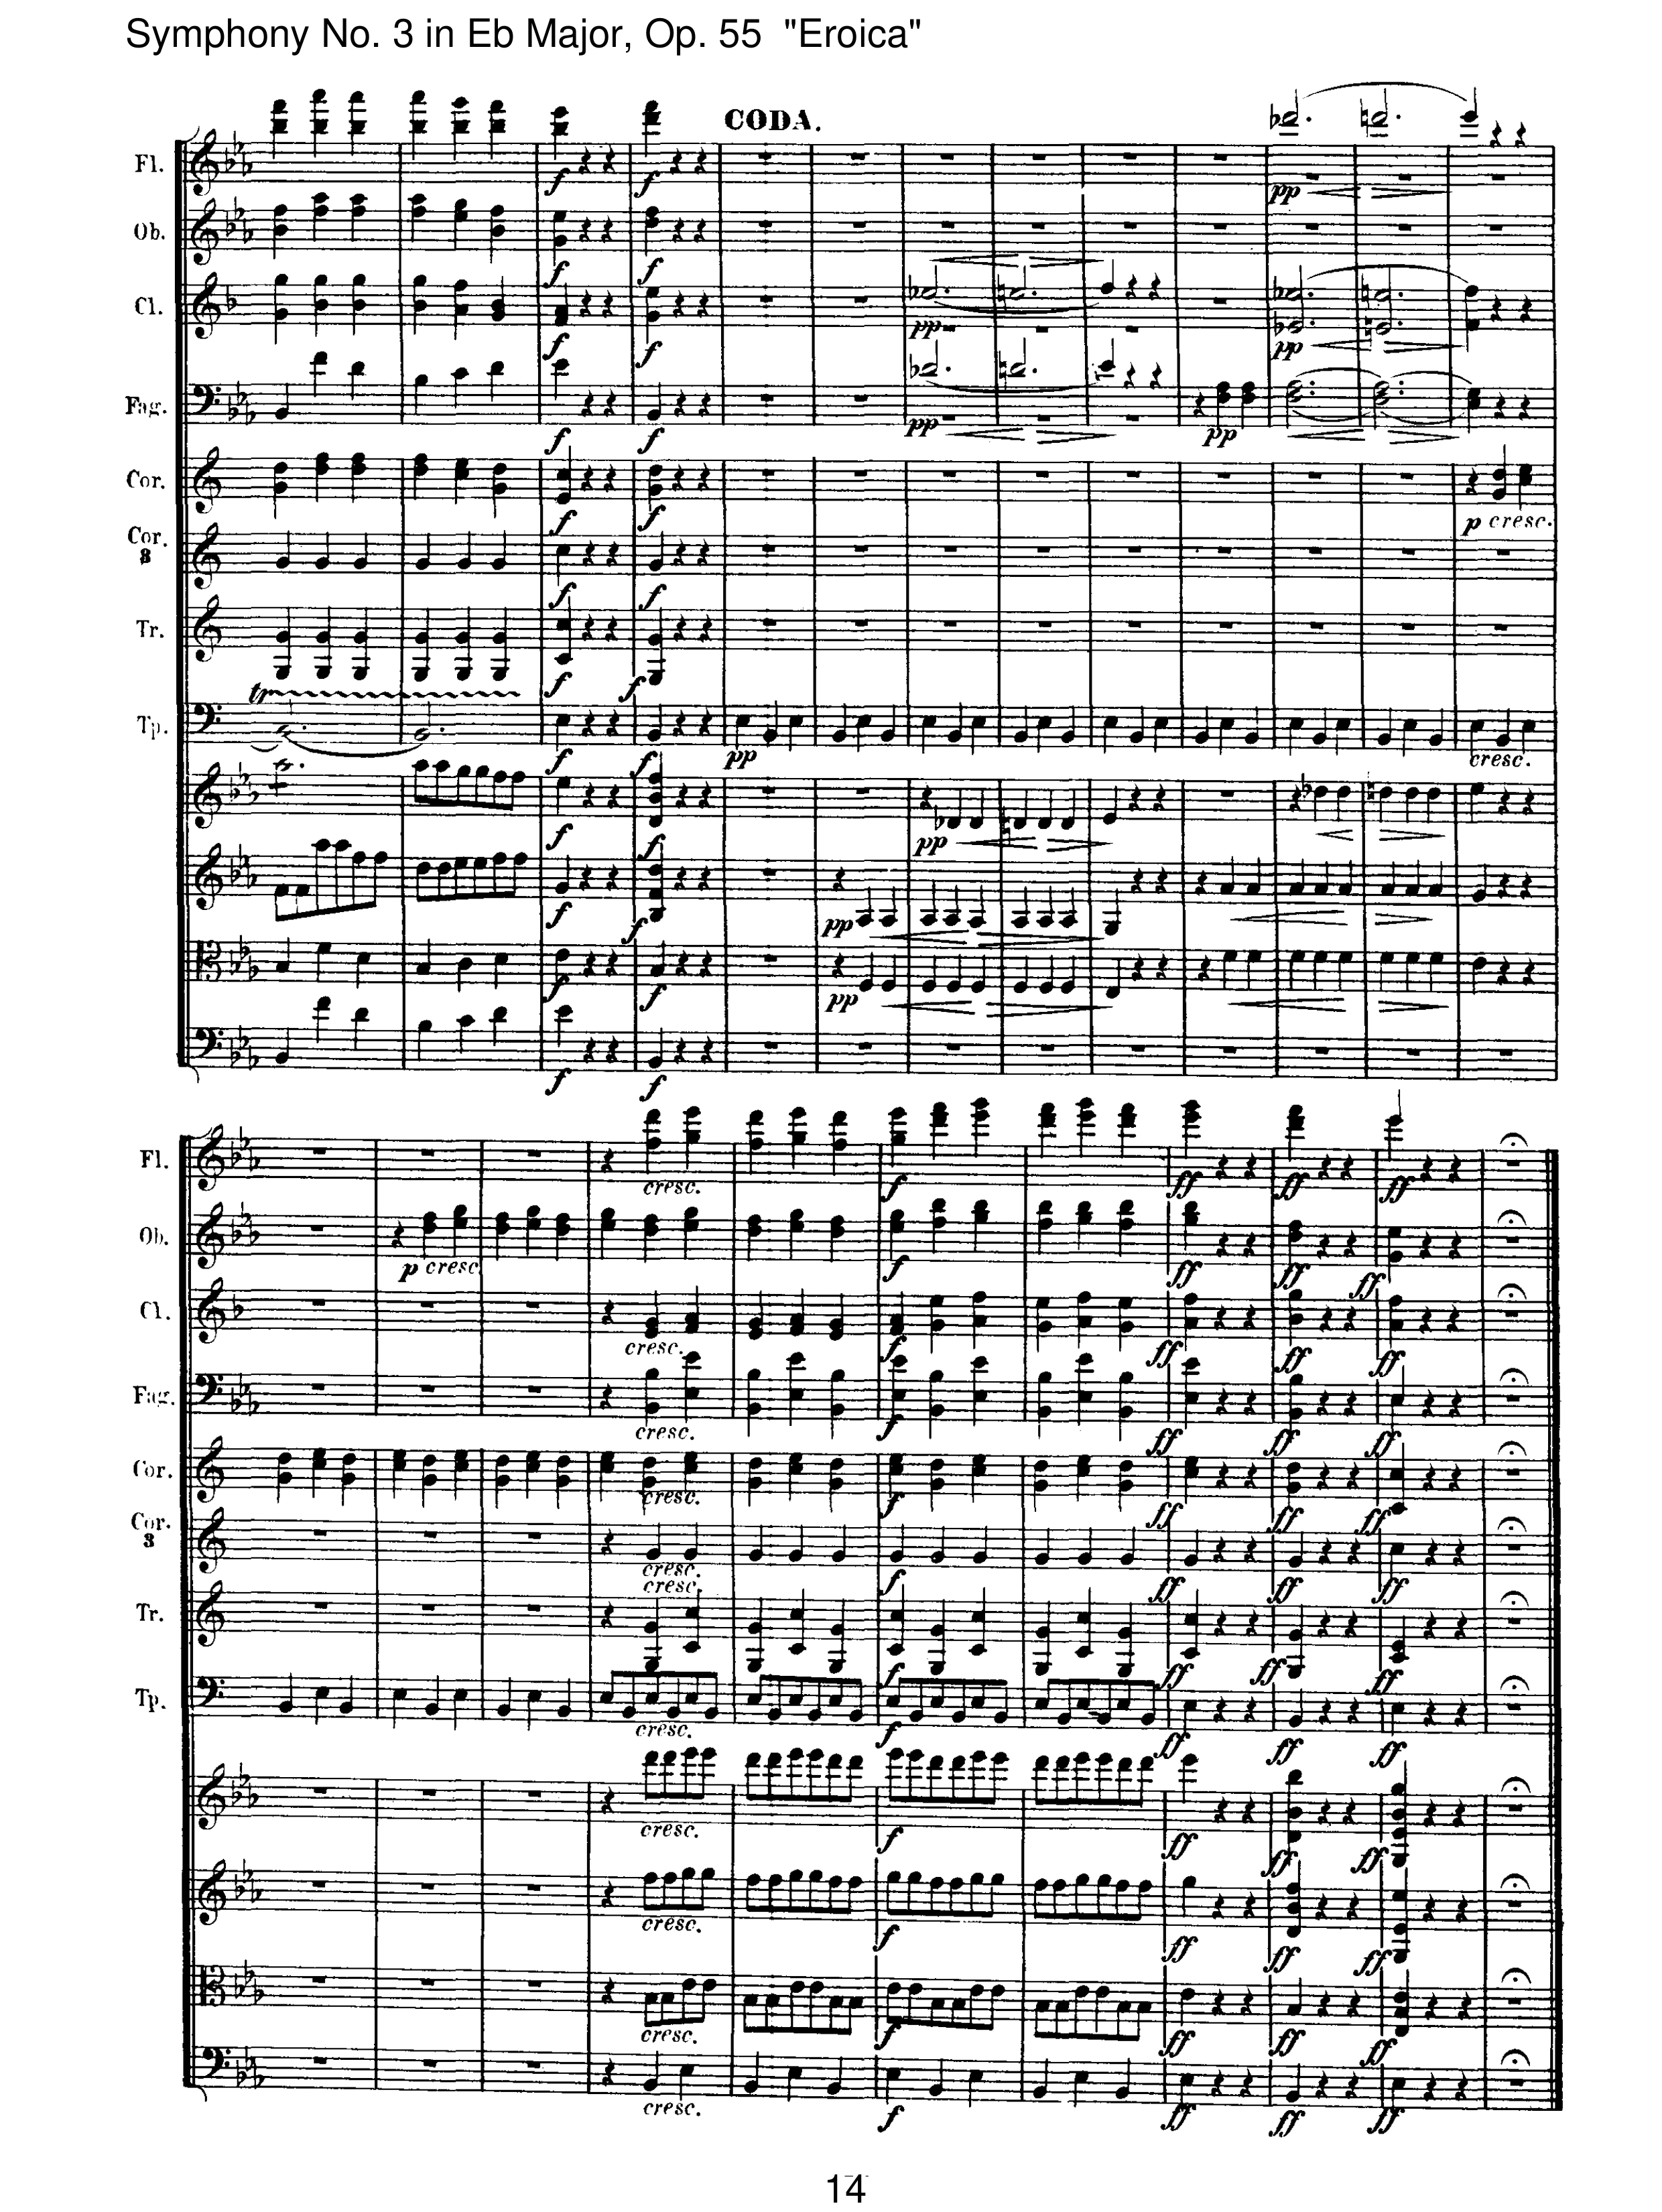 Symphony No. 3 in Eb Major, Op. 55 "Eroica"
CODA.
Fl.
f f pp
Ob.
f f
Cl.
f f pp pp
Fag.
f f pp pp
Cor.
f f p cresc.
Cor. 3
f f
Tr.
f f
tm
Tp.
f f pp cresc.
f f pp
f f pp
f f pp
f f
Fl.
cresc. f ff ff ff
Ob.
p cresc. f ff ff ff
Cl.
cresc. f ff ff ff
Fag.
cresc. f ff ff ff
Cor.
cresc. f ff ff ff
Cor. 3
cresc. f ff ff ff
Tr.
cresc. f ff ff ff
Tp.
cresc. f ff ff ff
cresc. f ff ff ff
cresc. f ff ff ff
cresc. f ff ff ff
cresc. f ff ff ff
14